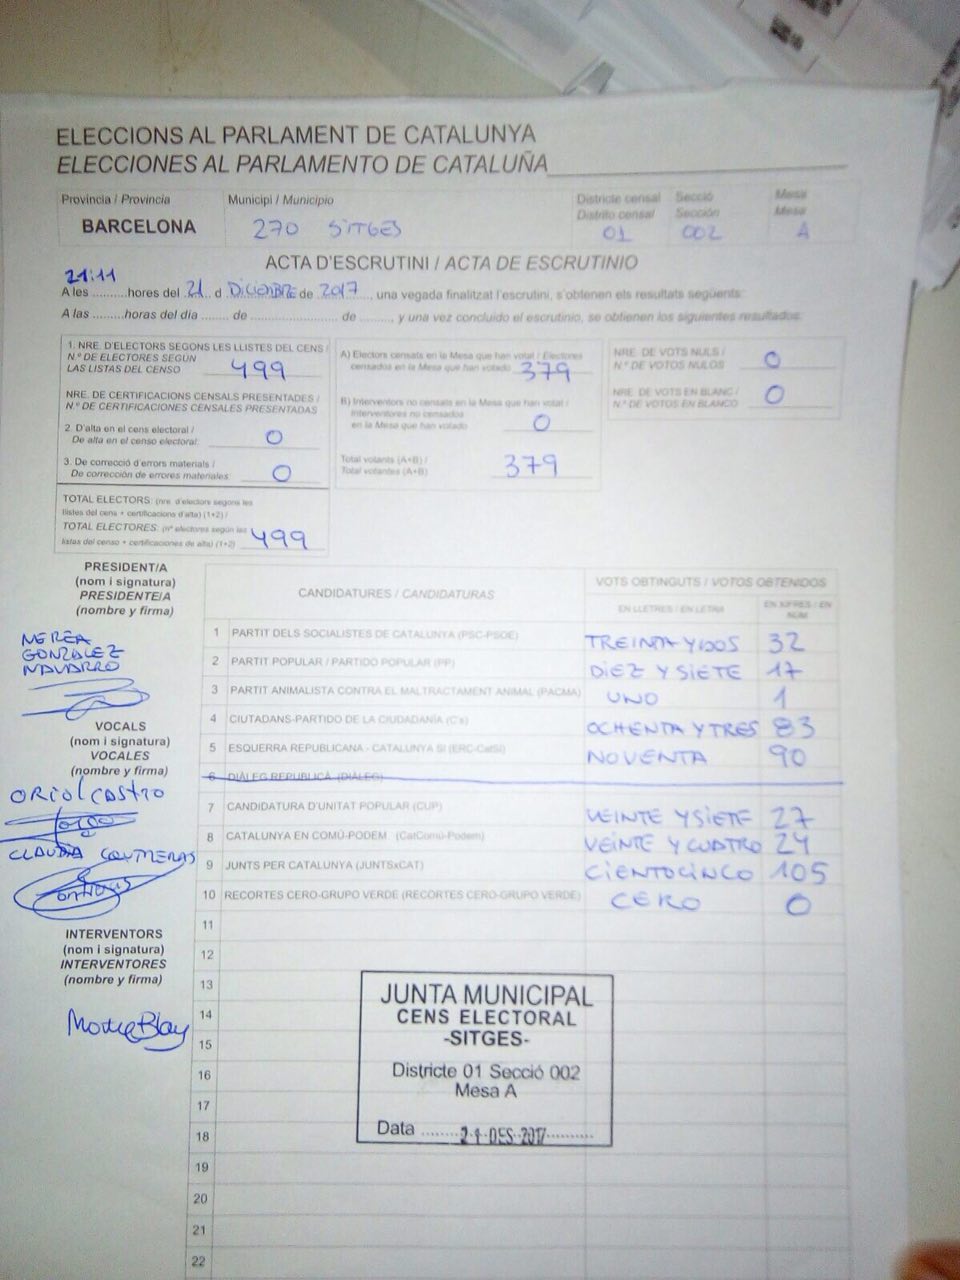 ELECCIONS AL PARLAMENT DE CATALUNYA
ELECCIONES AL PARLAMENTO DE CATALUÑA
Provincia / Provincia Municipi / Municipio Districte censal Secció Mesa
Distrito censal Sección Mesa
BARCELONA 270 SITGES 01 002 A
ACTA D'ESCRUTINI / ACTA DE ESCRUTINIO
21:11
A les ..........hores del 21 d DICIEMBRE de 2017, una vegada finalitzat l'escrutini, s'obtenen els resultats següents:
A las .........horas del día ...... de ........................ de ........, y una vez concluido el escrutinio, se obtienen los siguientes resultados:
1. NRE. D'ELECTORS SEGONS LES LLISTES DEL CENS /
N.º DE ELECTORES SEGÚN
LAS LISTAS DEL CENSO 499
NRE. DE CERTIFICACIONS CENSALS PRESENTADES /
N.º DE CERTIFICACIONES CENSALES PRESENTADAS
2. D'alta en el cens electoral /
De alta en el censo electoral: 0
3. De correcció d'errors materials /
De corrección de errores materiales 0
TOTAL ELECTORS: (nre. d'electors segons les
llistes del cens + certificacions d'alta) (1+2) /
TOTAL ELECTORES: (nº electores según las
listas del censo + certificaciones de alta) (1+2) 499
A) Electors censats en la Mesa que han votat / Electores
censados en la Mesa que han votado 379
B) Interventors no censats en la Mesa que han votat /
Interventores no censados
en la Mesa que han votado 0
Total votants (A+B) /
Total votantes (A+B) 379
NRE. DE VOTS NULS /
N.º DE VOTOS NULOS 0
NRE. DE VOTS EN BLANC /
N.º DE VOTOS EN BLANCO 0
PRESIDENT/A
(nom i signatura)
PRESIDENTE/A
(nombre y firma)
NEREA
GONZALEZ
NAVARRO
VOCALS
(nom i signatura)
VOCALES
(nombre y firma)
ORIOL CASTRO
CLAUDIA CONTRERAS
INTERVENTORS
(nom i signatura)
INTERVENTORES
(nombre y firma)
CANDIDATURES / CANDIDATURAS VOTS OBTINGUTS / VOTOS OBTENIDOS
EN LLETRES / EN LETRA EN XIFRES / EN NÚM.
1 PARTIT DELS SOCIALISTES DE CATALUNYA (PSC-PSOE) TREINTA Y DOS 32
2 PARTIT POPULAR / PARTIDO POPULAR (PP) DIEZ Y SIETE 17
3 PARTIT ANIMALISTA CONTRA EL MALTRACTAMENT ANIMAL (PACMA) UNO 1
4 CIUTADANS-PARTIDO DE LA CIUDADANÍA (C's) OCHENTA Y TRES 83
5 ESQUERRA REPUBLICANA - CATALUNYA SÍ (ERC-CatSí) NOVENTA 90
6 DIÀLEG REPUBLICÀ (DIÀLEG)
7 CANDIDATURA D'UNITAT POPULAR (CUP) VEINTE Y SIETE 27
8 CATALUNYA EN COMÚ-PODEM (CatComú-Podem) VEINTE Y CUATRO 24
9 JUNTS PER CATALUNYA (JUNTSxCAT) CIENTOCINCO 105
10 RECORTES CERO-GRUPO VERDE (RECORTES CERO-GRUPO VERDE) CERO 0
11
12
13
14
15
16
17
18
19
20
21
22
JUNTA MUNICIPAL
CENS ELECTORAL
-SITGES-
Districte 01 Secció 002
Mesa A
Data ....... 21 DES 2017 ..........